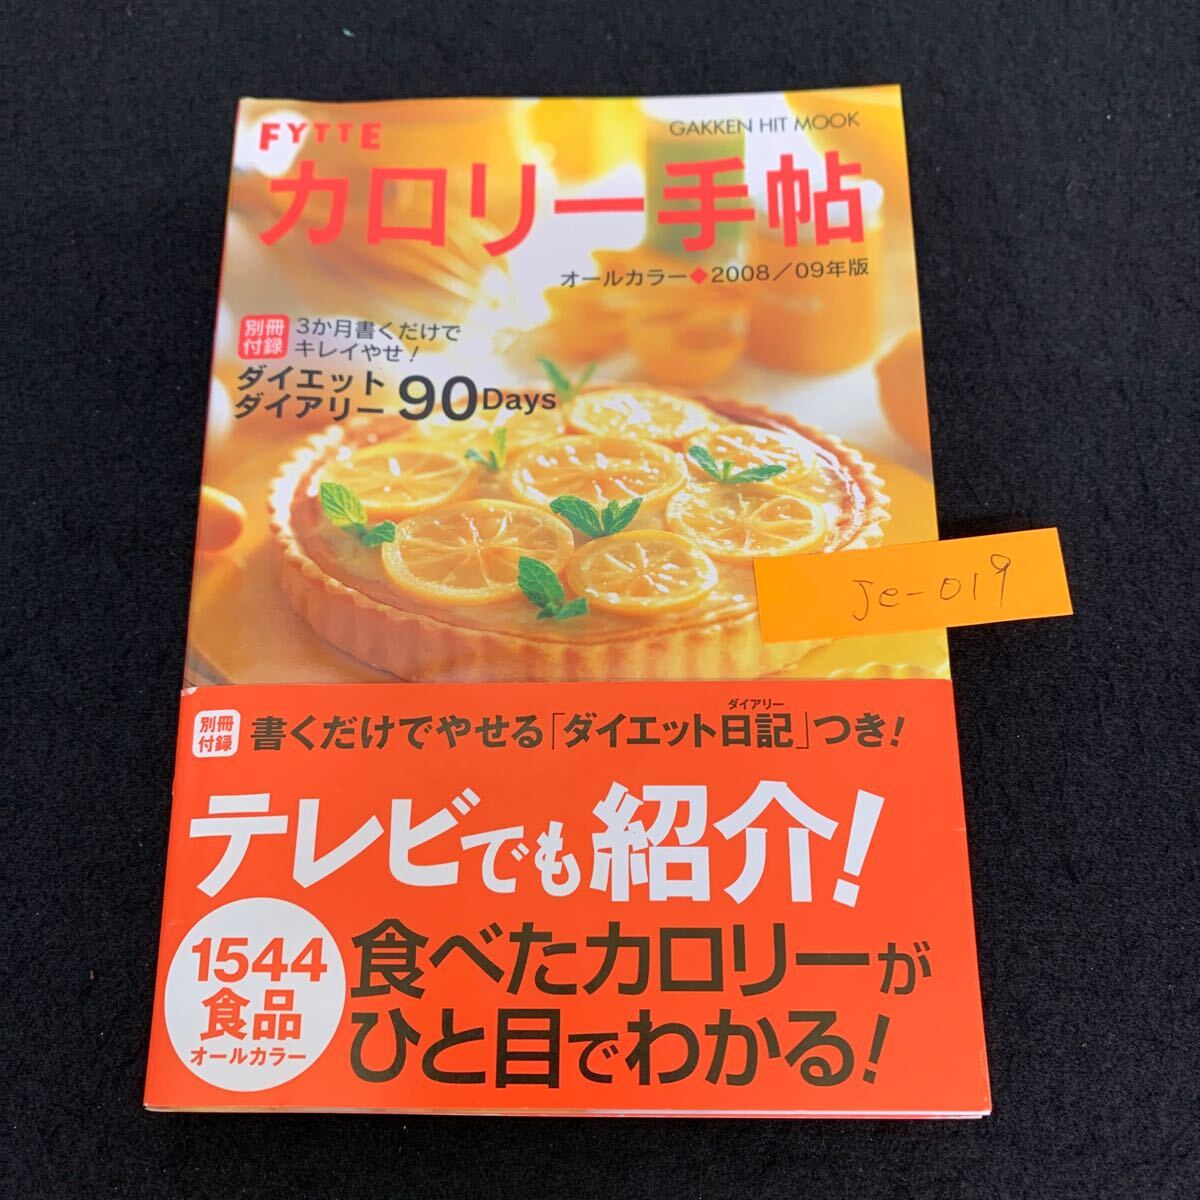 FYTTE
GAKKEN HIT MOOK
カロリー手帖
オールカラー◆2008／09年版
別冊付録
3か月書くだけで
キレイやせ！
ダイエット
ダイアリー 90Days
Je-019
別冊付録
書くだけでやせる「ダイエット日記」つき！
ダイアリー
テレビでも紹介！
1544
食品
オールカラー
食べたカロリーが
ひと目でわかる！